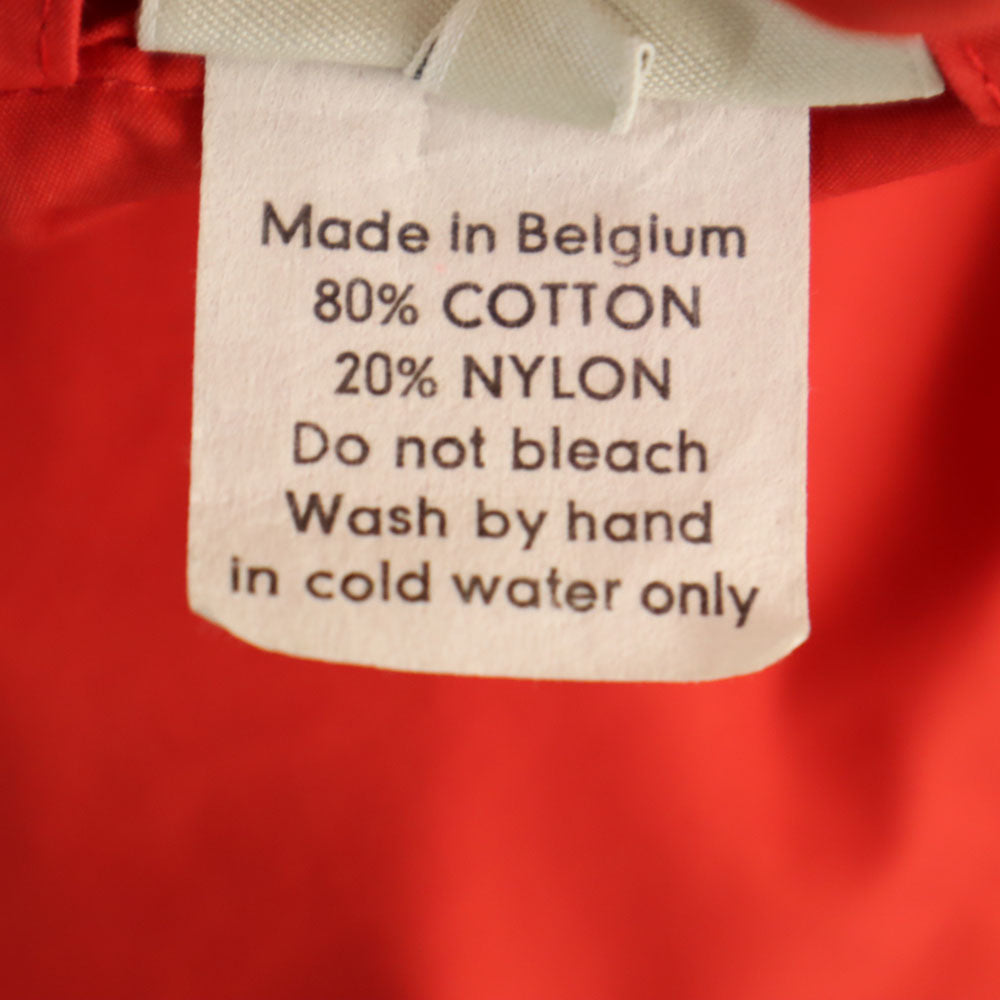 Made in Belgium
80% COTTON
20% NYLON
Do not bleach
Wash by hand
in cold water only